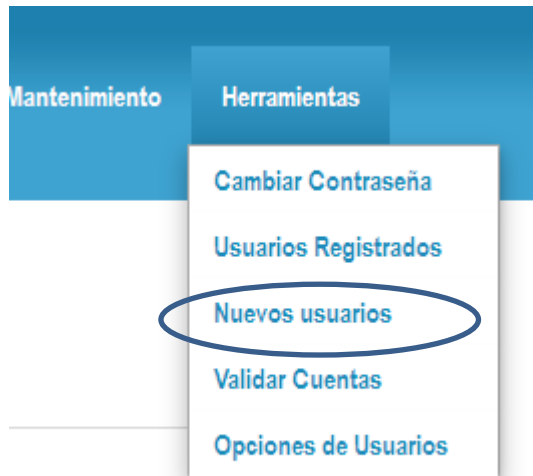 Mantenimiento Herramientas
Cambiar Contraseña
Usuarios Registrados
Nuevos usuarios
Validar Cuentas
Opciones de Usuarios